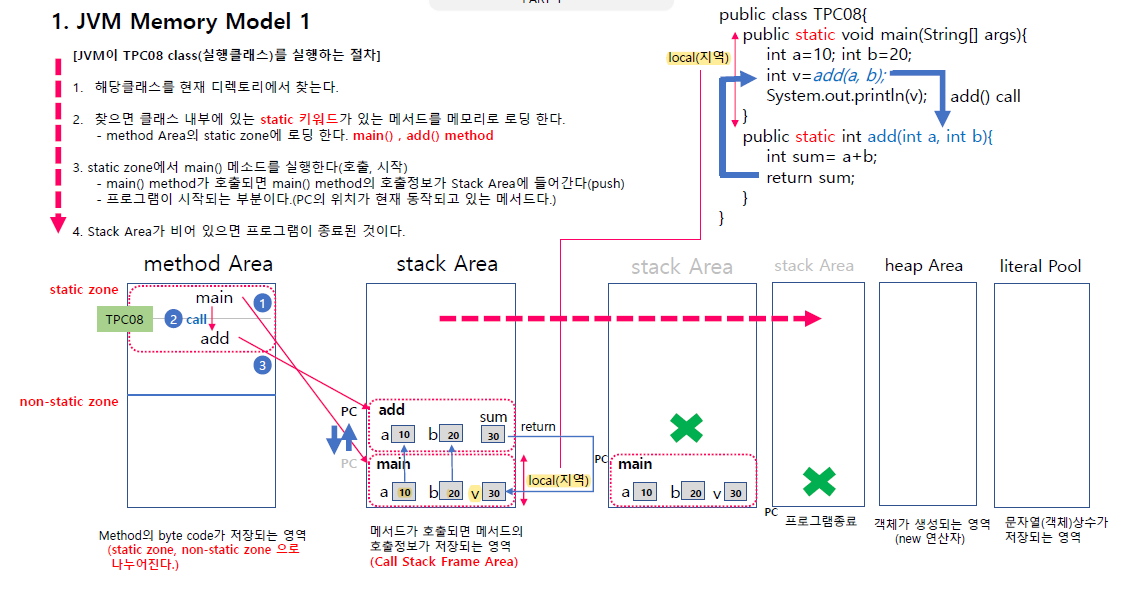 1. JVM Memory Model 1
[JVM이 TPC08 class(실행클래스)를 실행하는 절차]
1. 해당클래스를 현재 디렉토리에서 찾는다.
2. 찾으면 클래스 내부에 있는 static 키워드가 있는 메서드를 메모리로 로딩 한다.
- method Area의 static zone에 로딩 한다. main() , add() method
3. static zone에서 main() 메소드를 실행한다(호출, 시작)
- main() method가 호출되면 main() method의 호출정보가 Stack Area에 들어간다(push)
- 프로그램이 시작되는 부분이다.(PC의 위치가 현재 동작되고 있는 메서드다.)
4. Stack Area가 비어 있으면 프로그램이 종료된 것이다.
public class TPC08{
public static void main(String[] args){
int a=10; int b=20;
int v=add(a, b);
System.out.println(v);
}
public static int add(int a, int b){
int sum= a+b;
return sum;
}
}
local(지역)
add() call
method Area
static zone
main
1
TPC08
2 call
add
3
non-static zone
Method의 byte code가 저장되는 영역
(static zone, non-static zone 으로
나누어진다.)
stack Area
PC
PC
add
sum
a 10 b 20 30
return
main
a 10 b 20 v 30
local(지역)
메서드가 호출되면 메서드의
호출정보가 저장되는 영역
(Call Stack Frame Area)
stack Area
PC
main
a 10 b 20 v 30
stack Area
PC
프로그램종료
heap Area
객체가 생성되는 영역
(new 연산자)
literal Pool
문자열(객체)상수가
저장되는 영역